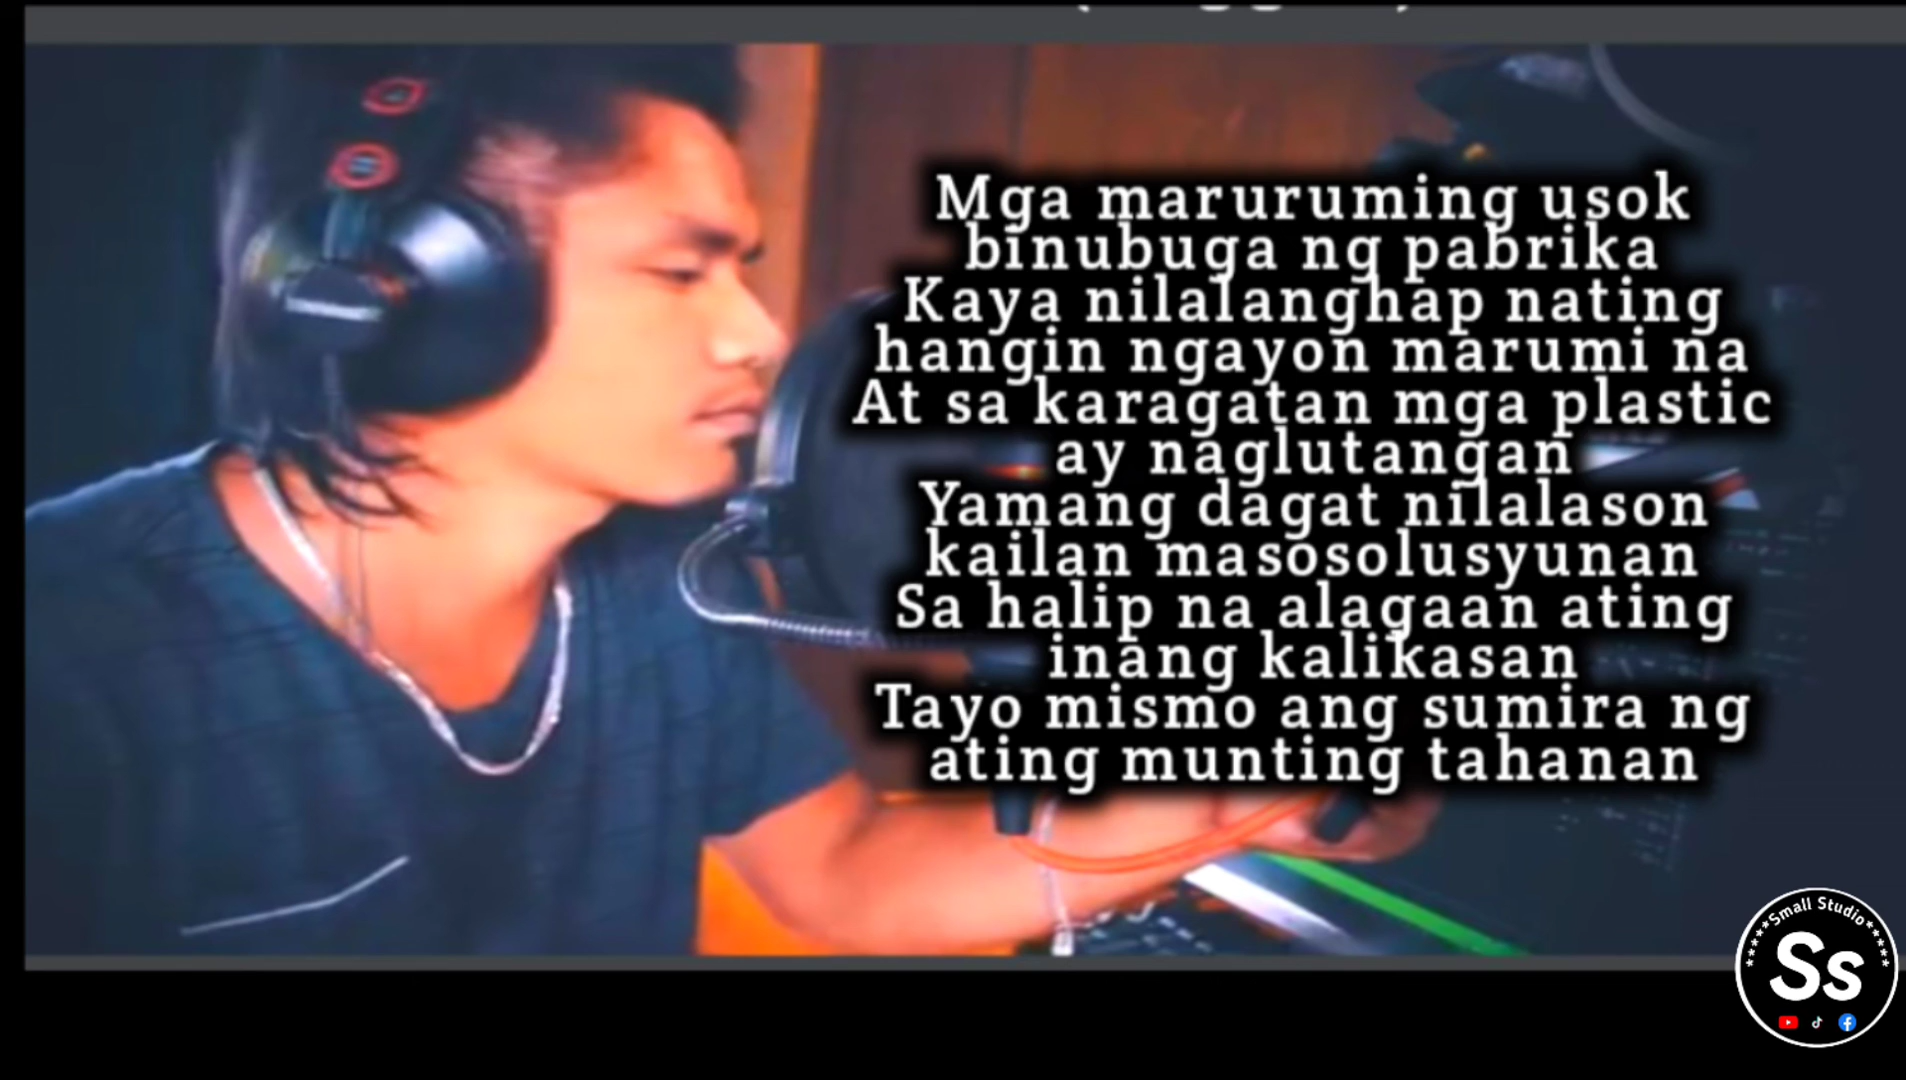 Mga maruruming usok
binubuga ng pabrika
Kaya nilalanghap nating
hangin ngayon marumi na
At sa karagatan mga plastic
ay naglutangan
Yamang dagat nilalason
kailan masosolusyunan
Sa halip na alagaan ating
inang kalikasan
Tayo mismo ang sumira ng
ating munting tahanan
*****Small Studio*****
Ss